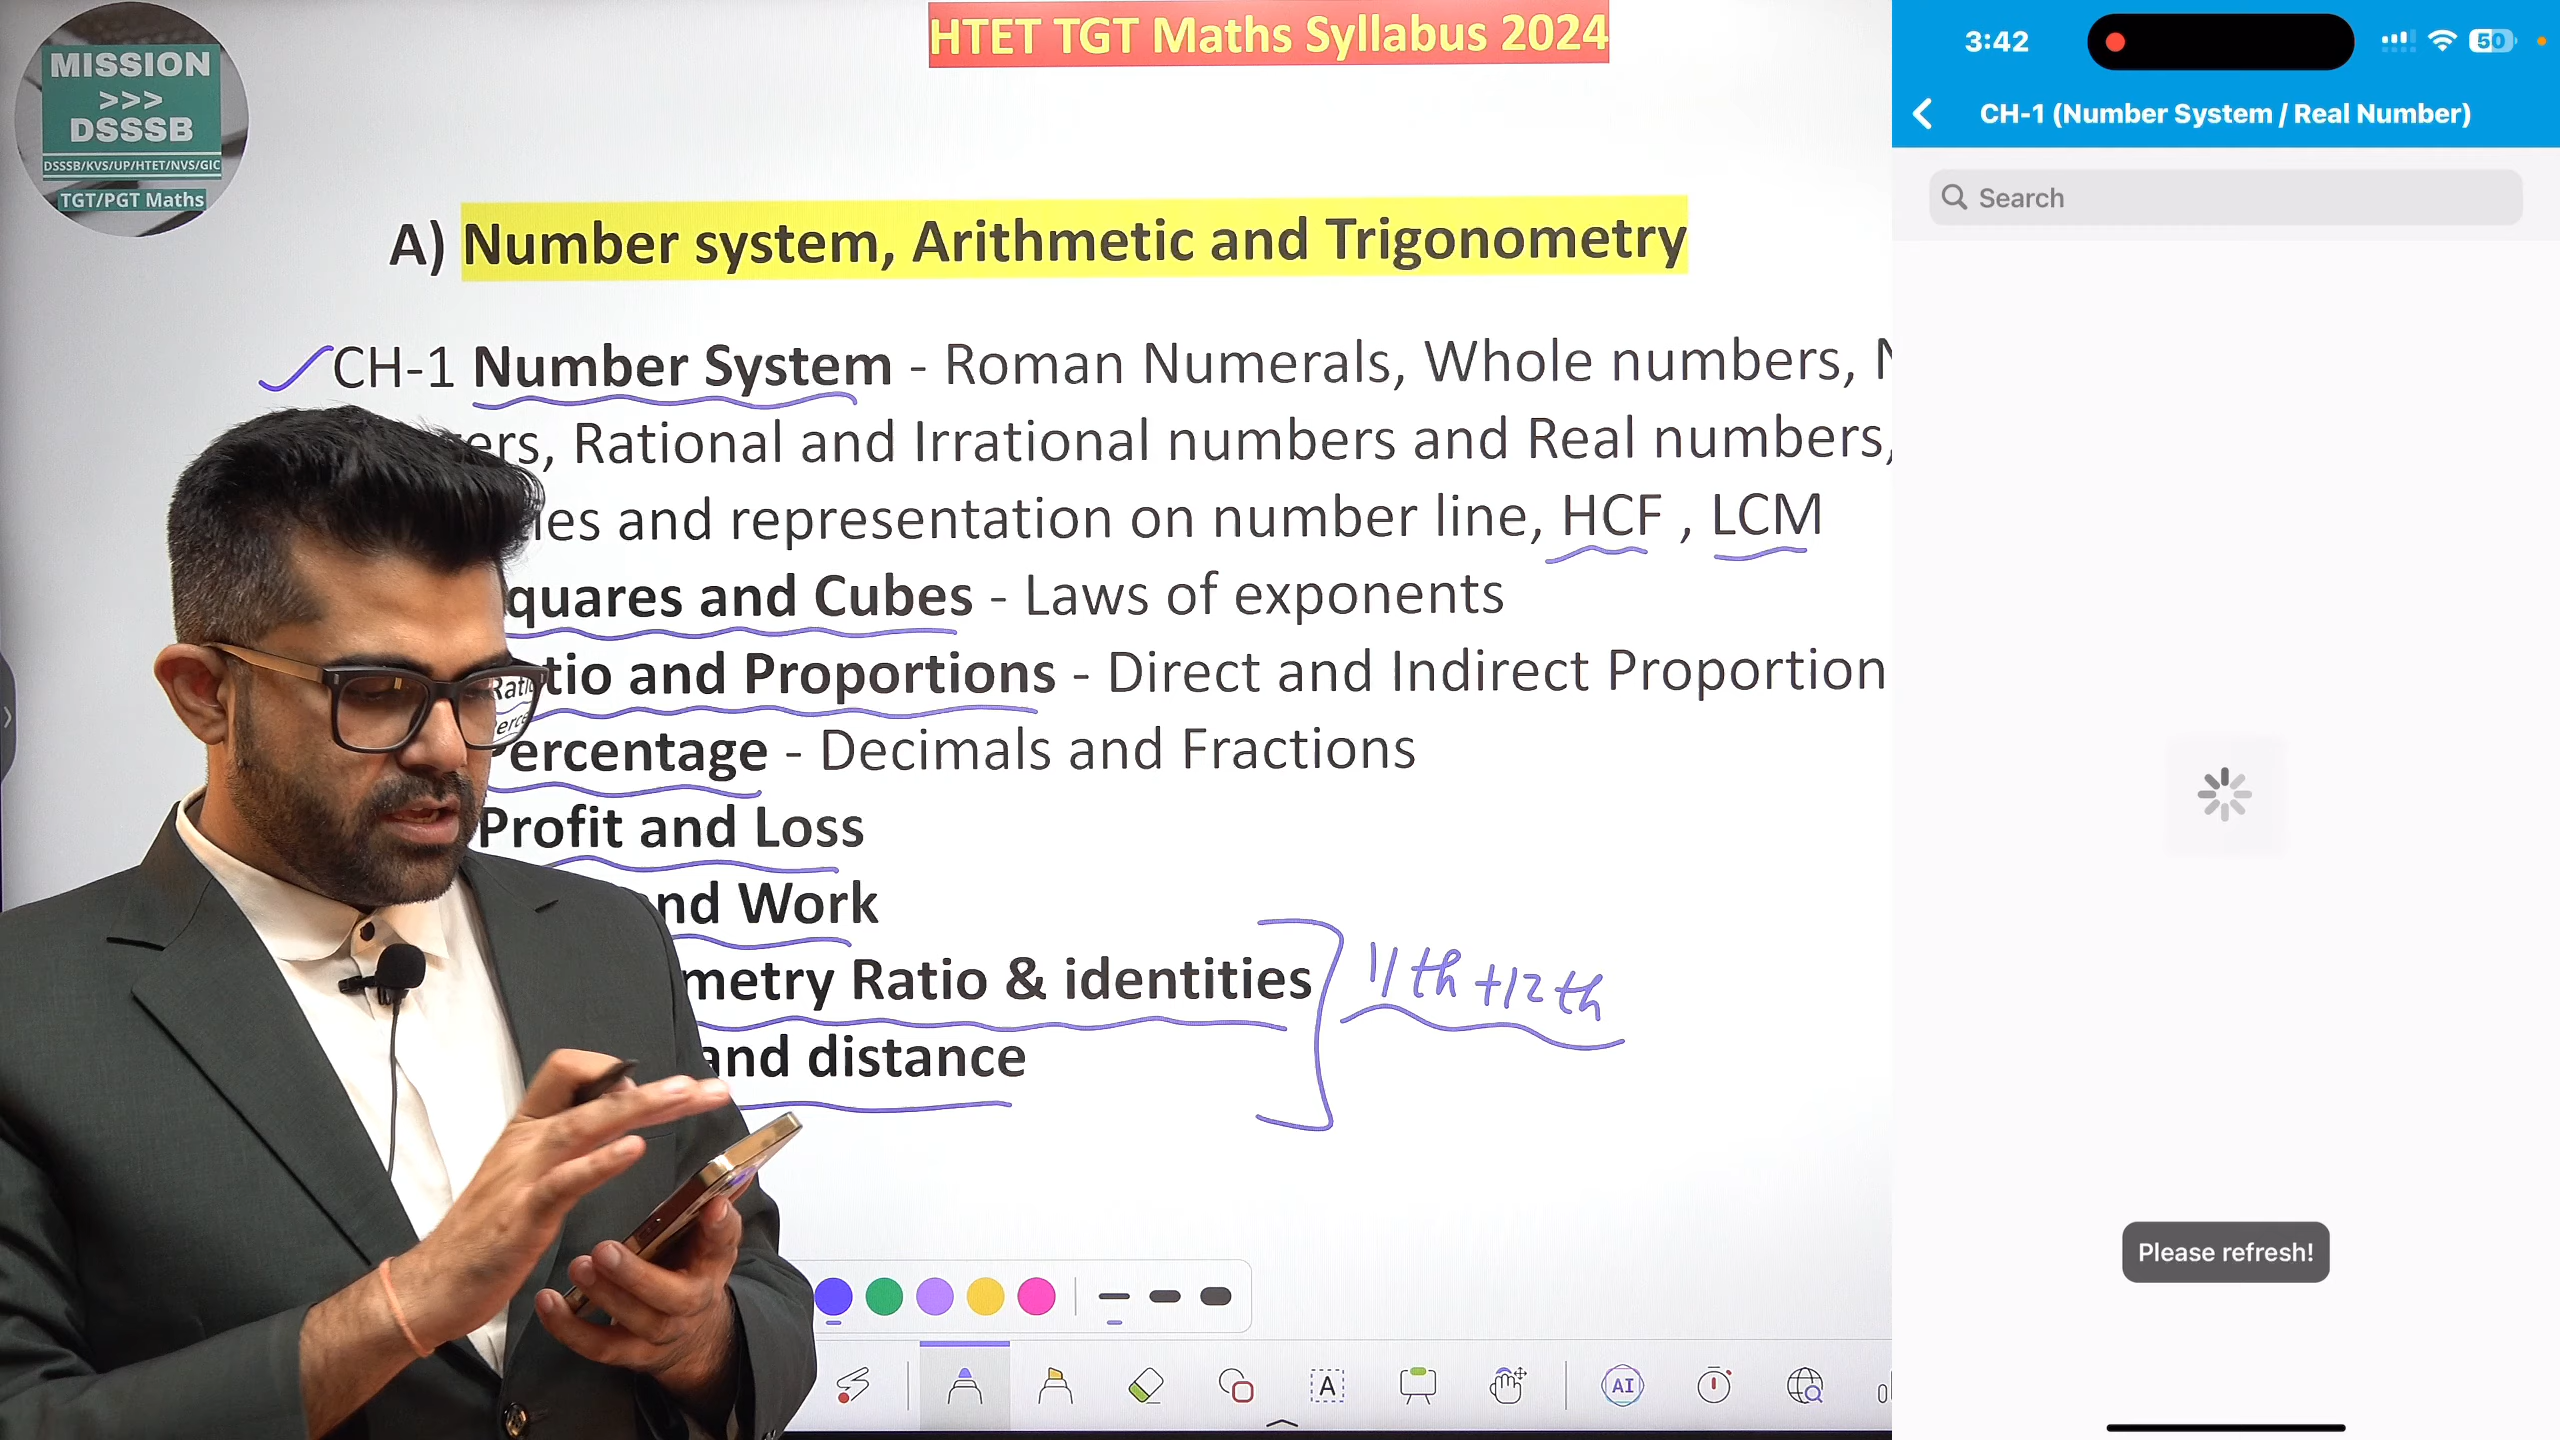 MISSION
>>>
DSSSB
DSSSB/KVS/UP/HTET/NVS/GIC
TGT/PGT Maths
HTET TGT Maths Syllabus 2024
A) Number system, Arithmetic and Trigonometry
CH-1 Number System - Roman Numerals, Whole numbers, N
ers, Rational and Irrational numbers and Real numbers,
ies and representation on number line, HCF , LCM
quares and Cubes - Laws of exponents
tio and Proportions - Direct and Indirect Proportion
Percentage - Decimals and Fractions
Profit and Loss
nd Work
metry Ratio & identities
and distance
11th +12th
A
AI
3:42
50
CH-1 (Number System / Real Number)
Search
Please refresh!